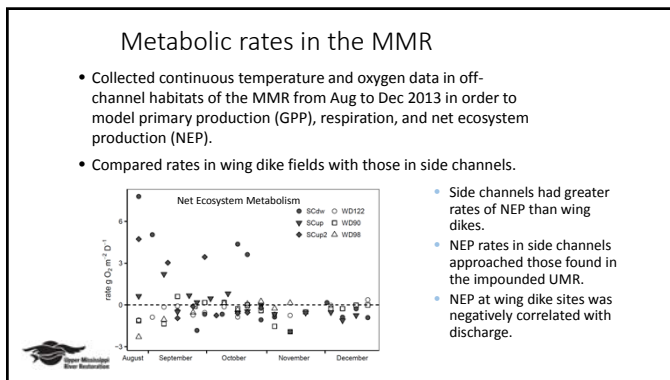 Metabolic rates in the MMR
• Collected continuous temperature and oxygen data in off-
channel habitats of the MMR from Aug to Dec 2013 in order to
model primary production (GPP), respiration, and net ecosystem
production (NEP).
• Compared rates in wing dike fields with those in side channels.
Net Ecosystem Metabolism
SCdw WD122
SCup WD90
SCup2 WD98
rate g O₂ m⁻² D⁻¹
6
3
0
−3
August September October November December
• Side channels had greater
rates of NEP than wing
dikes.
• NEP rates in side channels
approached those found in
the impounded UMR.
• NEP at wing dike sites was
negatively correlated with
discharge.
Upper Mississippi
River Restoration